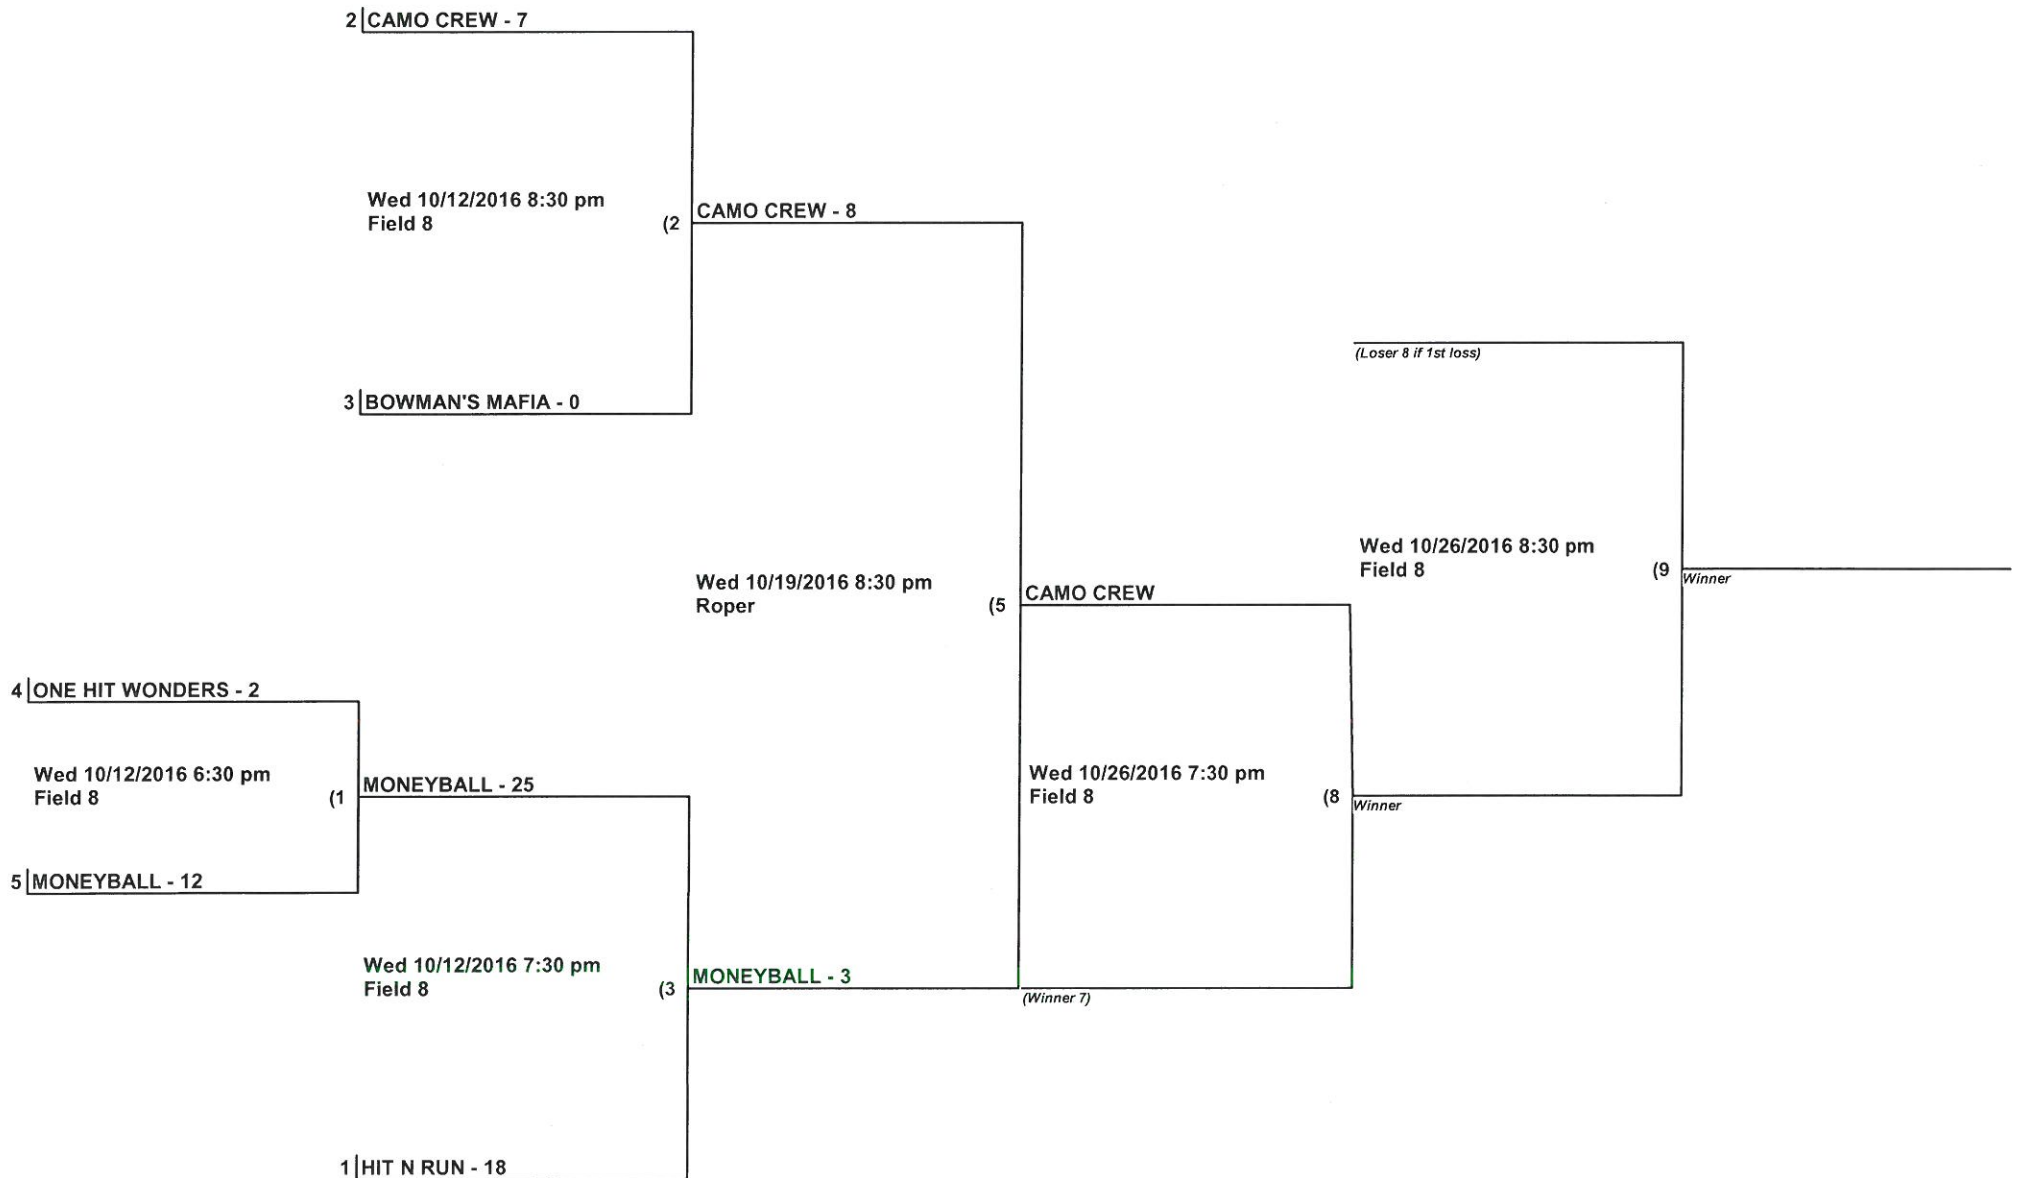 2 CAMO CREW - 7
Wed 10/12/2016 8:30 pm
Field 8
(2
CAMO CREW - 8
3 BOWMAN'S MAFIA - 0
(Loser 8 if 1st loss)
Wed 10/26/2016 8:30 pm
Field 8
(9
Winner
Wed 10/19/2016 8:30 pm
Roper
(5
CAMO CREW
4 ONE HIT WONDERS - 2
Wed 10/12/2016 6:30 pm
Field 8
(1
MONEYBALL - 25
5 MONEYBALL - 12
Wed 10/26/2016 7:30 pm
Field 8
(8
Winner
Wed 10/12/2016 7:30 pm
Field 8
(3
MONEYBALL - 3
(Winner 7)
1 HIT N RUN - 18